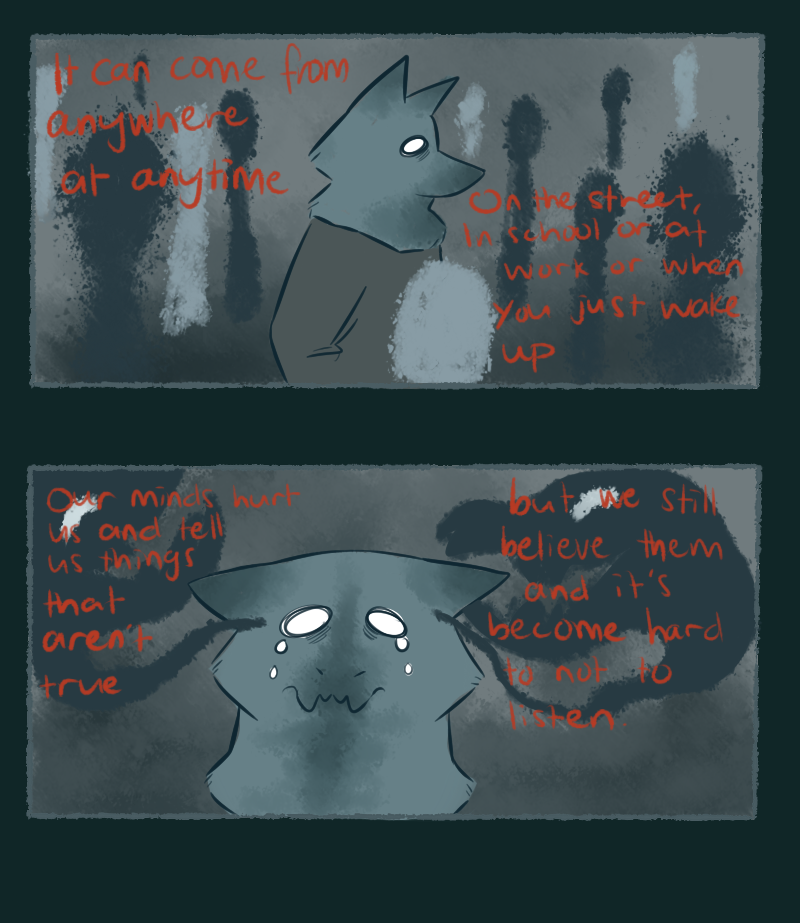 It can come from
anywhere
at anytime
On the street,
In school or at
work or when
you just wake
up
Our minds hurt
us and tell
us things
that
aren't
true
but we still
believe them
and it's
become hard
to not to
listen.